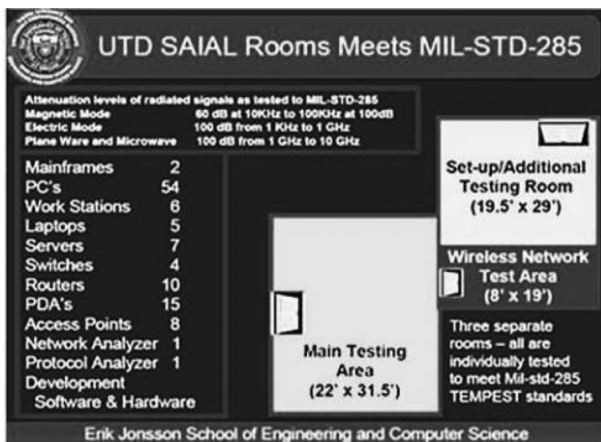 UTD SAIAL Rooms Meets MIL-STD-285
Attenuation levels of radiated signals as tested to MIL-STD-285
Magnetic Mode 60 dB at 10KHz to 100KHz at 100dB
Electric Mode 100 dB from 1 KHz to 1 GHz
Plane Ware and Microwave 100 dB from 1 GHz to 10 GHz
Mainframes 2
PC's 54
Work Stations 6
Laptops 5
Servers 7
Switches 4
Routers 10
PDA's 15
Access Points 8
Network Analyzer 1
Protocol Analyzer 1
Development
Software & Hardware
Main Testing
Area
(22' x 31.5')
Set-up/Additional
Testing Room
(19.5' x 29')
Wireless Network
Test Area
(8' x 19')
Three separate
rooms – all are
individually tested
to meet Mil-std-285
TEMPEST standards
Erik Jonsson School of Engineering and Computer Science